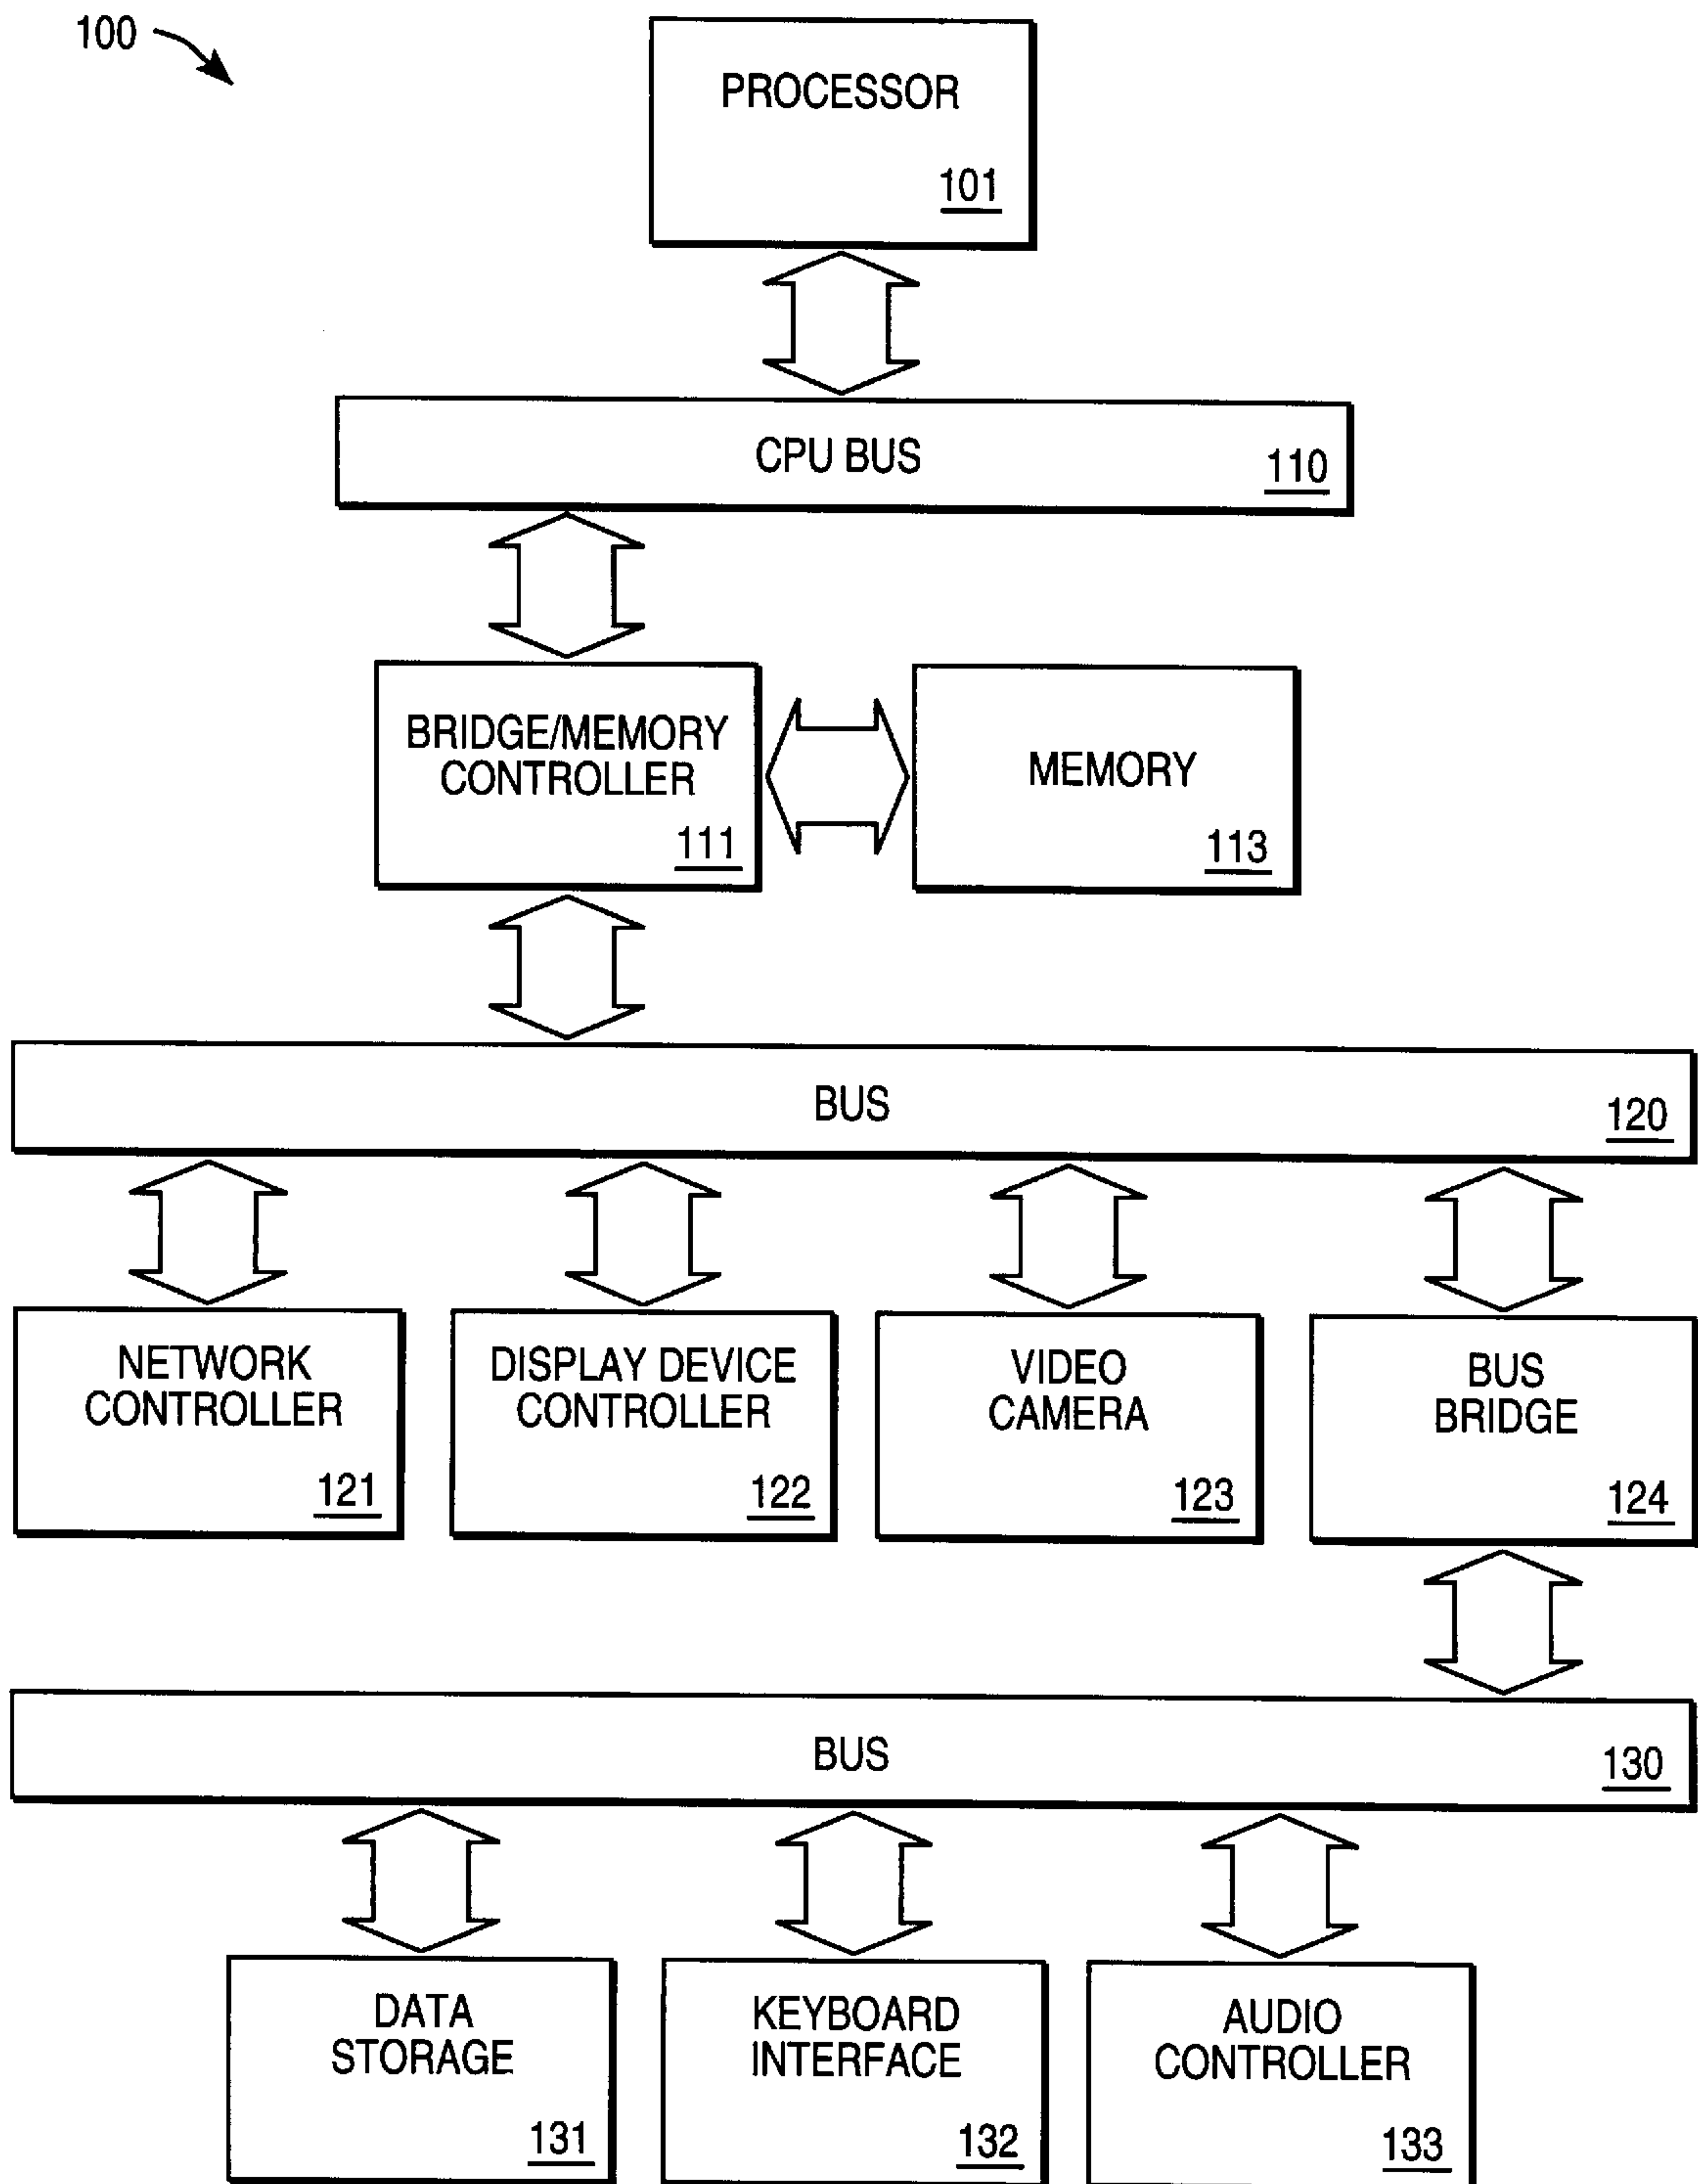 100
PROCESSOR
101
CPU BUS
110
BRIDGE/MEMORY
CONTROLLER
111
MEMORY
113
BUS
120
NETWORK
CONTROLLER
121
DISPLAY DEVICE
CONTROLLER
122
VIDEO
CAMERA
123
BUS
BRIDGE
124
BUS
130
DATA
STORAGE
131
KEYBOARD
INTERFACE
132
AUDIO
CONTROLLER
133